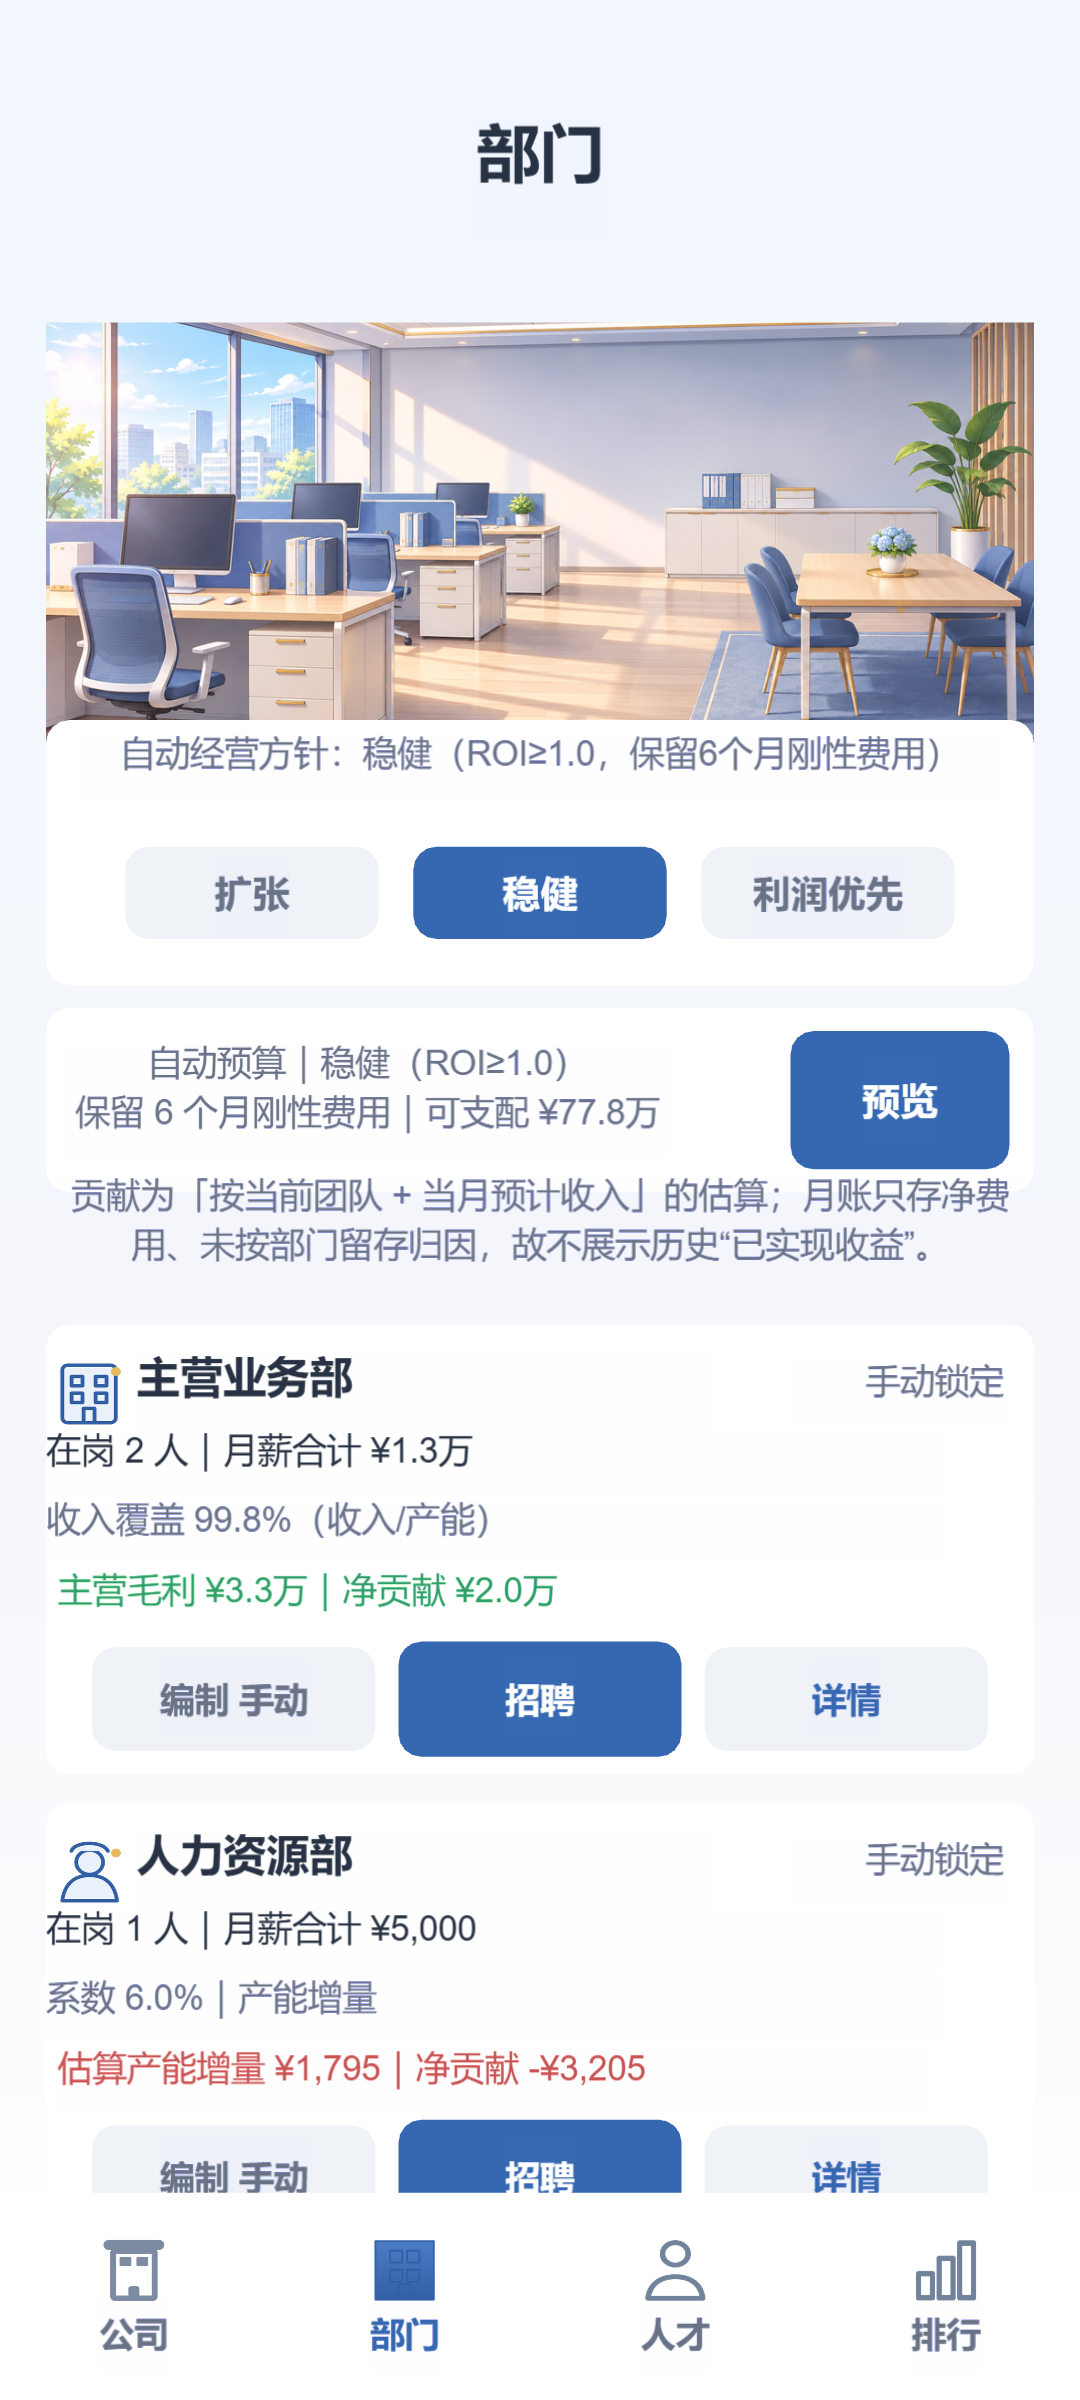 部门
自动经营方针：稳健（ROI≥1.0，保留6个月刚性费用）
扩张
稳健
利润优先
自动预算｜稳健（ROI≥1.0）
保留 6 个月刚性费用｜可支配 ¥77.8万
预览
贡献为「按当前团队 + 当月预计收入」的估算；月账只存净费
用、未按部门留存归因，故不展示历史“已实现收益”。
主营业务部
手动锁定
在岗 2 人｜月薪合计 ¥1.3万
收入覆盖 99.8%（收入/产能）
主营毛利 ¥3.3万｜净贡献 ¥2.0万
编制 手动
招聘
详情
人力资源部
手动锁定
在岗 1 人｜月薪合计 ¥5,000
系数 6.0%｜产能增量
估算产能增量 ¥1,795｜净贡献 -¥3,205
编制 手动
招聘
详情
公司
部门
人才
排行